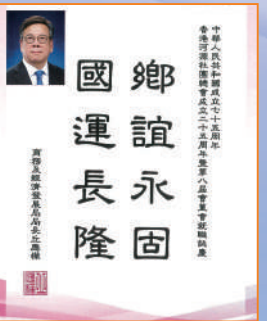 中華人民共和國成立七十五周年
香港河源社團總會成立二十五周年暨第八屆會董會就職誌慶
鄉誼永固
國運長隆
商務及經濟發展局局長丘應樺